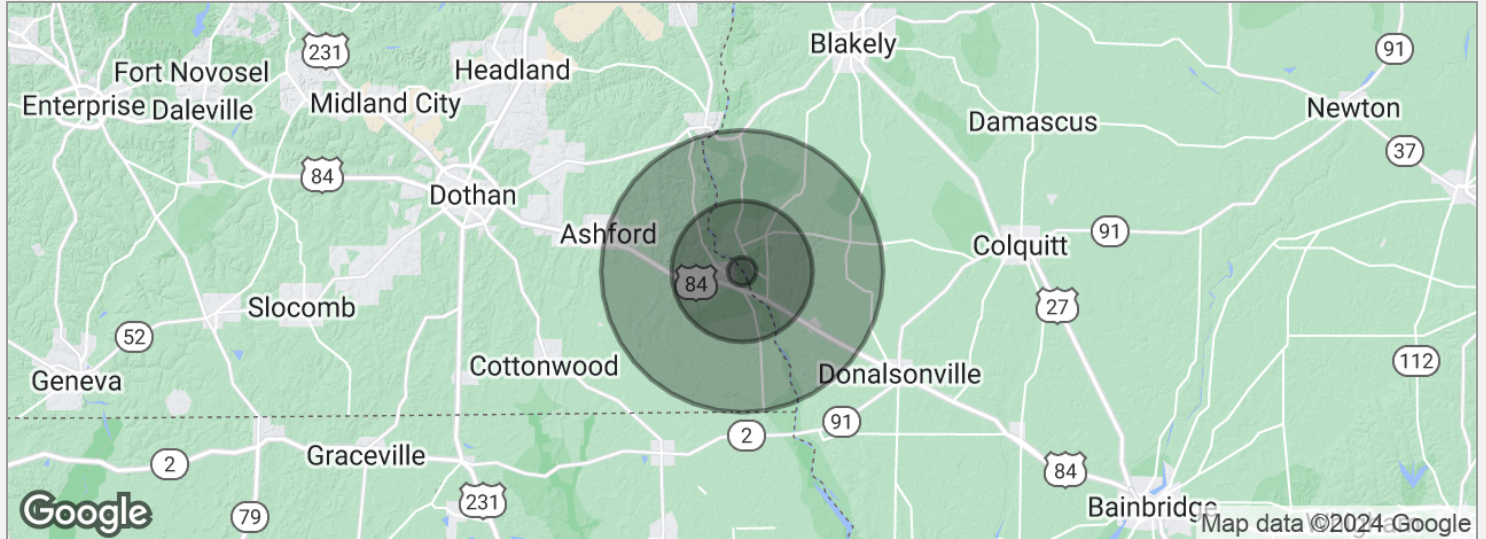 231
Blakely
91
Fort Novosel
Headland
Enterprise
Daleville
Midland City
Damascus
Newton
84
37
Dothan
Ashford
Colquitt
91
84
Slocomb
27
52
Geneva
Cottonwood
Donalsonville
112
91
2
Graceville
2
84
231
79
Bainbridge
Google
Map data ©2024 Google